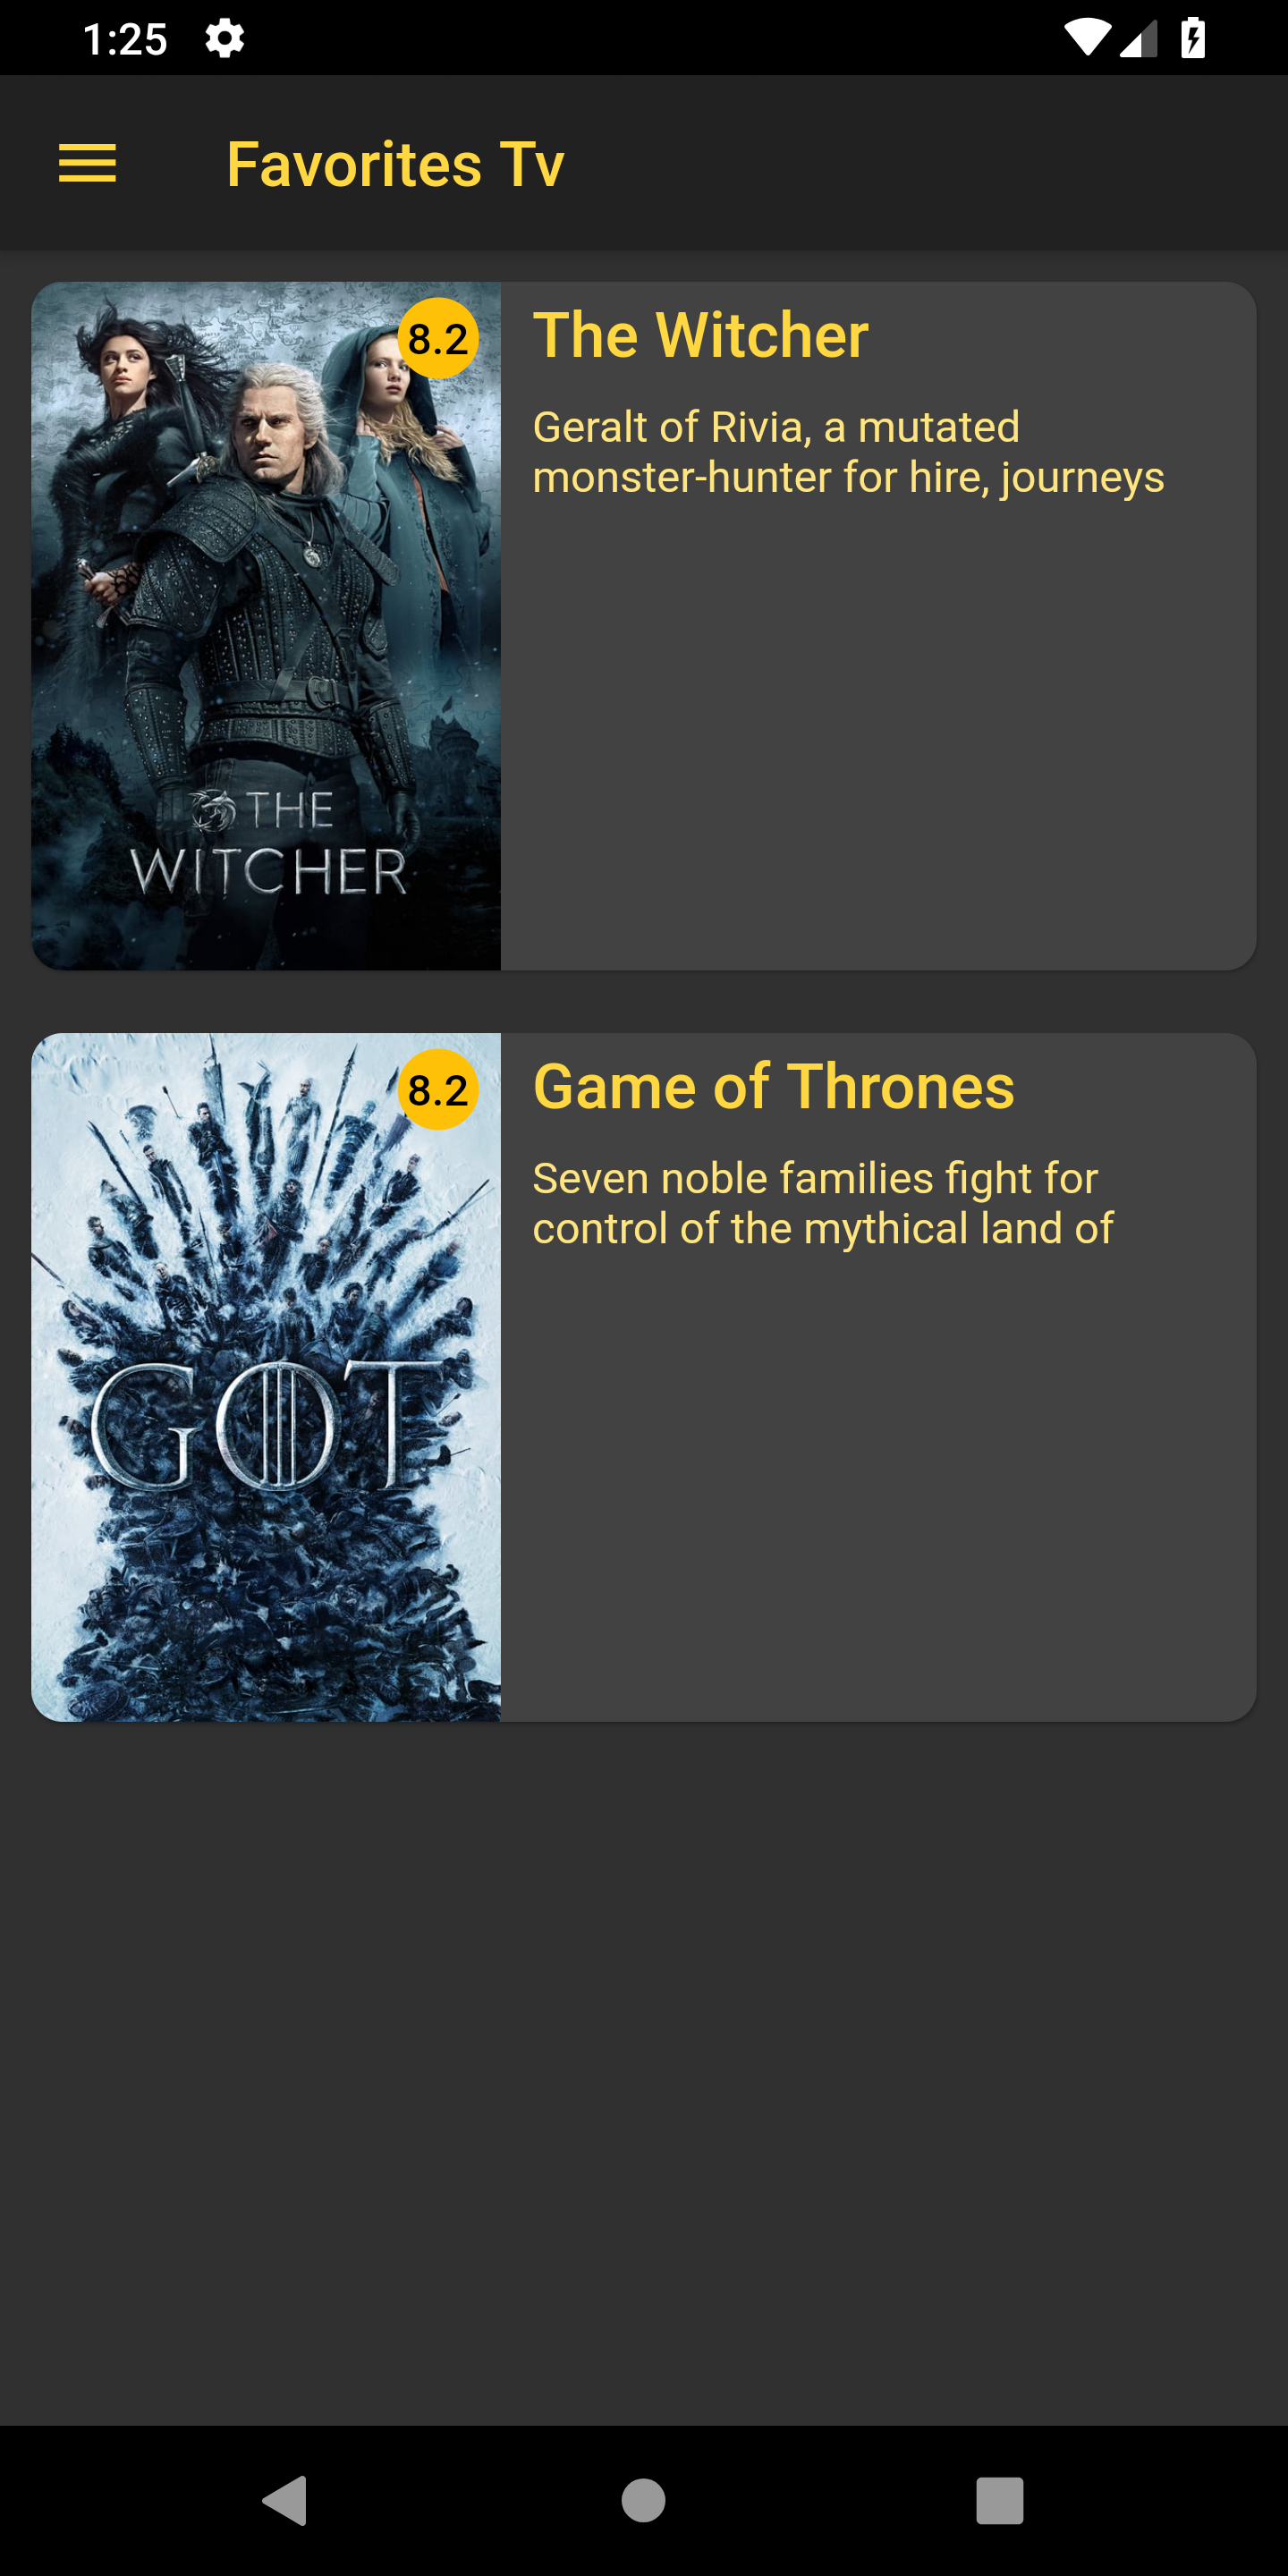 1:25
Favorites Tv
8.2
The Witcher
Geralt of Rivia, a mutated
monster-hunter for hire, journeys
THE
WITCHER
8.2
Game of Thrones
Seven noble families fight for
control of the mythical land of
GOT